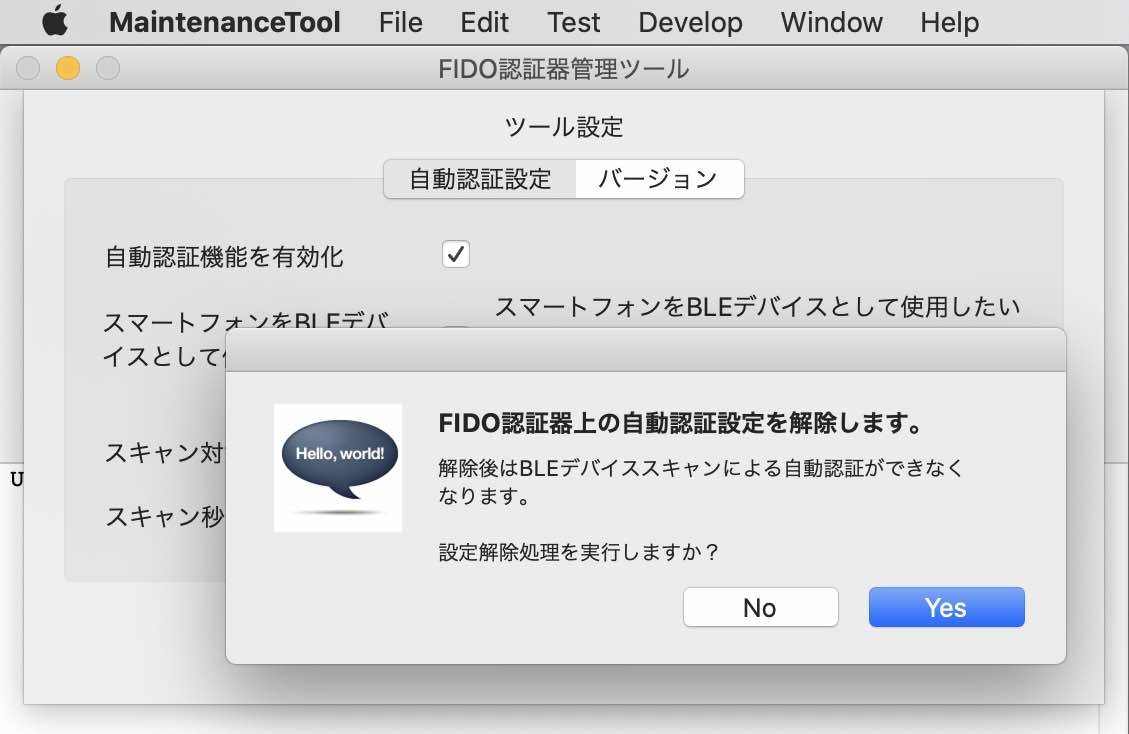 MaintenanceTool File Edit Test Develop Window Help
FIDO認証器管理ツール
ツール設定
自動認証設定 バージョン
自動認証機能を有効化
スマートフォンをBLEデバ
イスとして
スマートフォンをBLEデバイスとして使用したい
スキャン対
スキャン秒
U
Hello, world!
FIDO認証器上の自動認証設定を解除します。
解除後はBLEデバイススキャンによる自動認証ができなく
なります。
設定解除処理を実行しますか？
No Yes